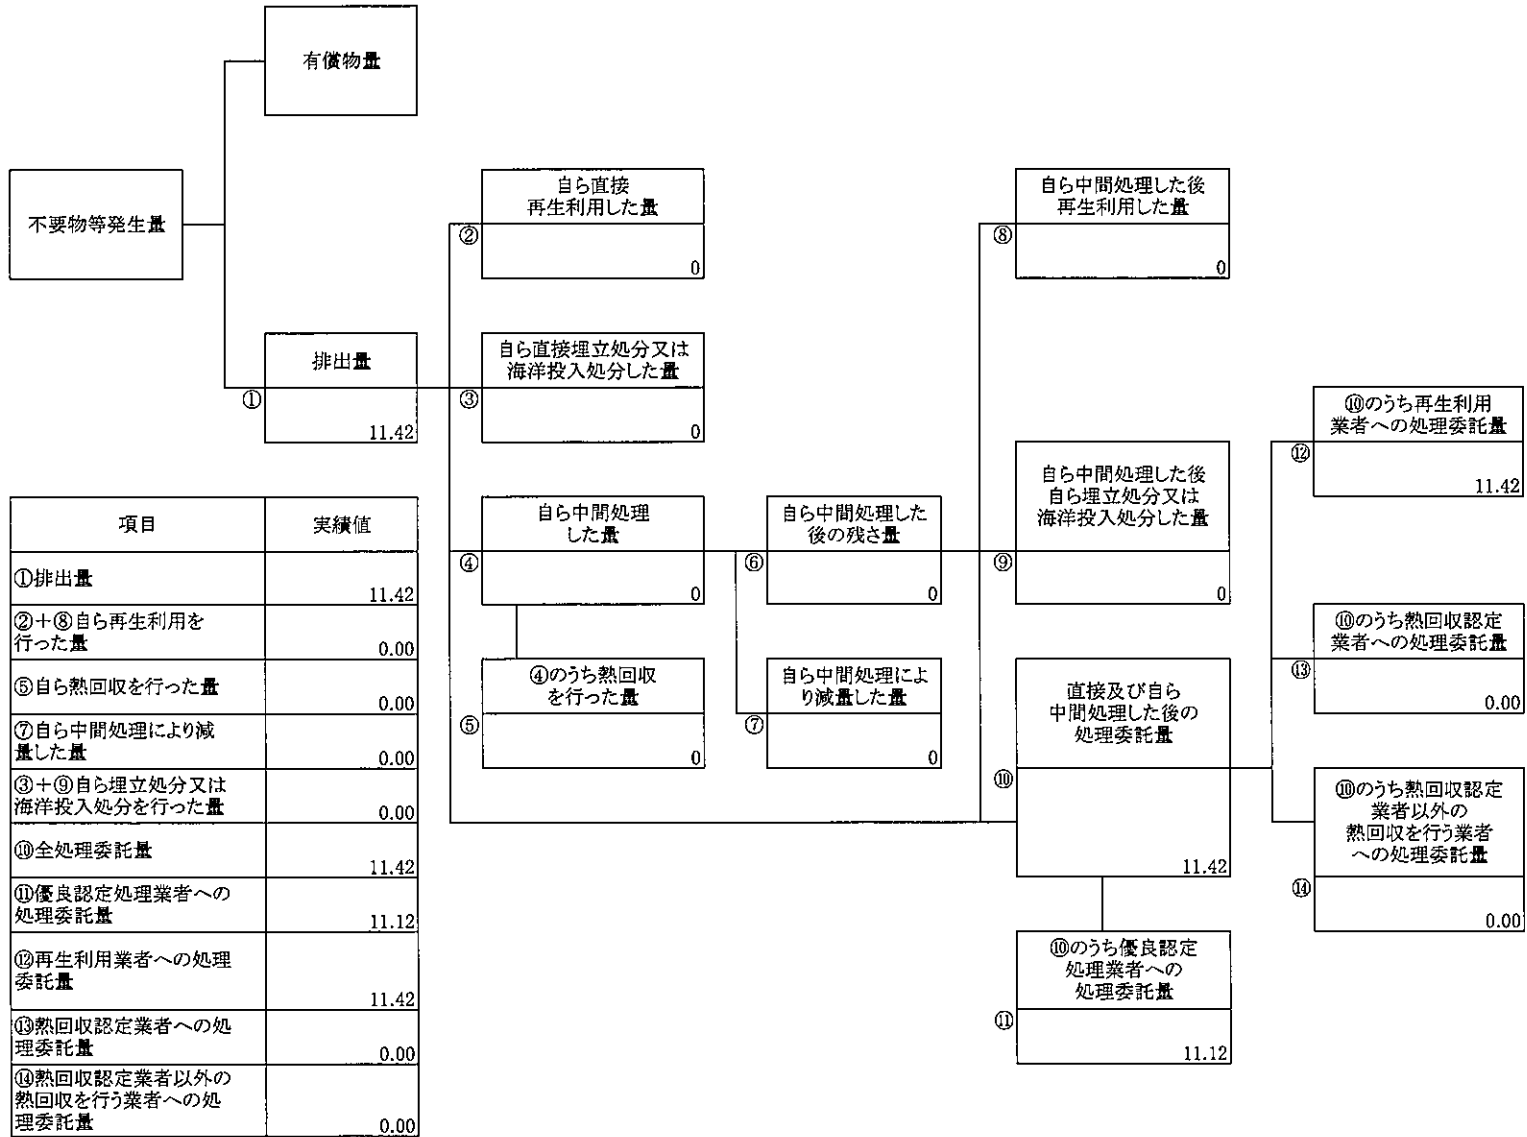 有償物量
不要物等発生量
排出量
①
11.42
自ら直接
再生利用した量
②
0
自ら直接埋立処分又は
海洋投入処分した量
③
0
自ら中間処理
した量
④
0
④のうち熱回収
を行った量
⑤
0
自ら中間処理した
後の残さ量
⑥
0
自ら中間処理によ
り減量した量
⑦
0
自ら中間処理した後
再生利用した量
⑧
0
自ら中間処理した後
自ら埋立処分又は
海洋投入処分した量
⑨
0
直接及び自ら
中間処理した後の
処理委託量
⑩
11.42
⑩のうち優良認定
処理業者への
処理委託量
⑪
11.12
⑩のうち再生利用
業者への処理委託量
⑫
11.42
⑩のうち熱回収認定
業者への処理委託量
⑬
0.00
⑩のうち熱回収認定
業者以外の
熱回収を行う業者
への処理委託量
⑭
0.00
項目 実績値
①排出量 11.42
②+⑧自ら再生利用を
行った量 0.00
⑤自ら熱回収を行った量 0.00
⑦自ら中間処理により減
量した量 0.00
③+⑨自ら埋立処分又は
海洋投入処分を行った量 0.00
⑩全処理委託量 11.42
⑪優良認定処理業者への
処理委託量 11.12
⑫再生利用業者への処理
委託量 11.42
⑬熱回収認定業者への処
理委託量 0.00
⑭熱回収認定業者以外の
熱回収を行う業者への処
理委託量 0.00